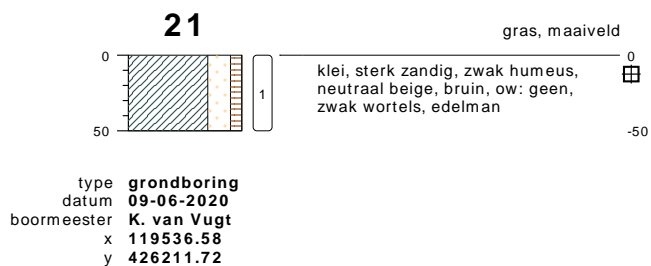 21
gras, maaiveld
0
0
klei, sterk zandig, zwak humeus,
neutraal beige, bruin, ow: geen,
zwak wortels, edelman
1
50
-50
type grondboring
datum 09-06-2020
boormeester K. van Vugt
x 119536.58
y 426211.72